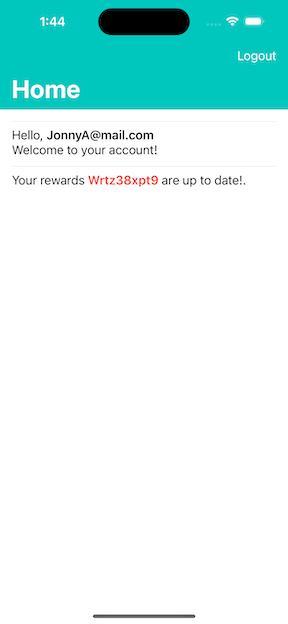 1:44
Logout
Home
Hello, JonnyA@mail.com
Welcome to your account!
Your rewards Wrtz38xpt9 are up to date!.